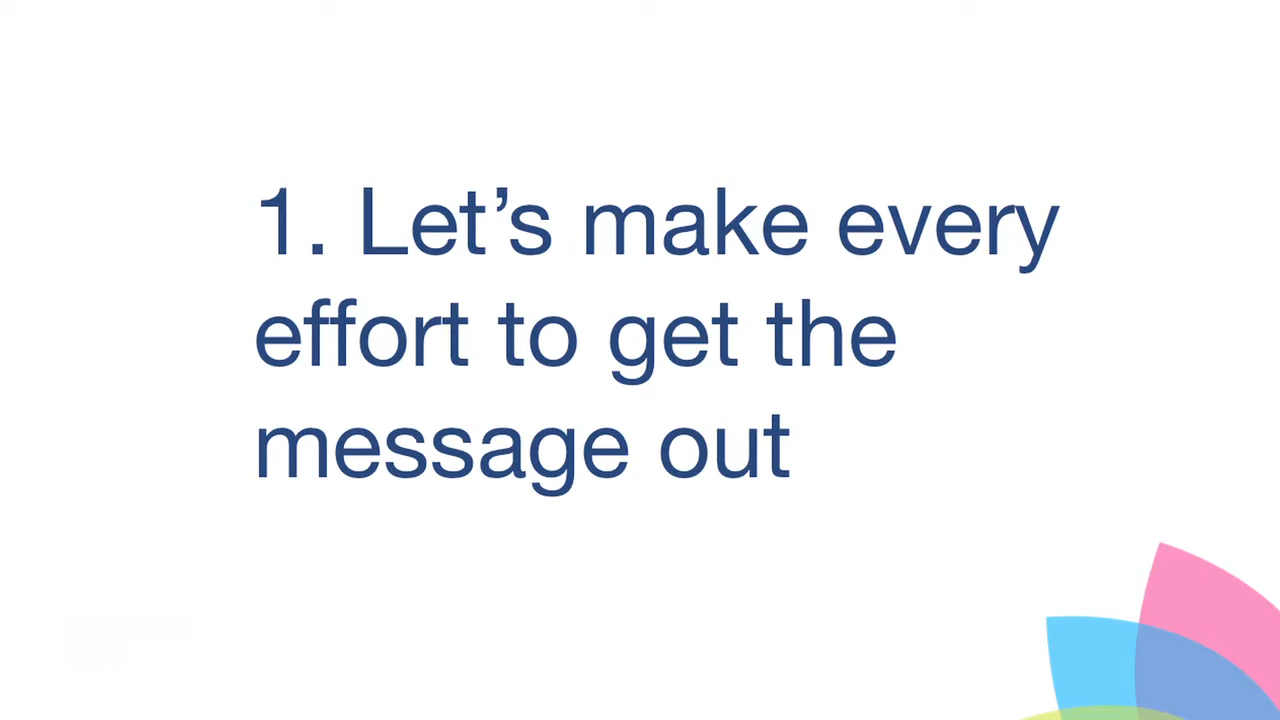 1. Let’s make every
effort to get the
message out